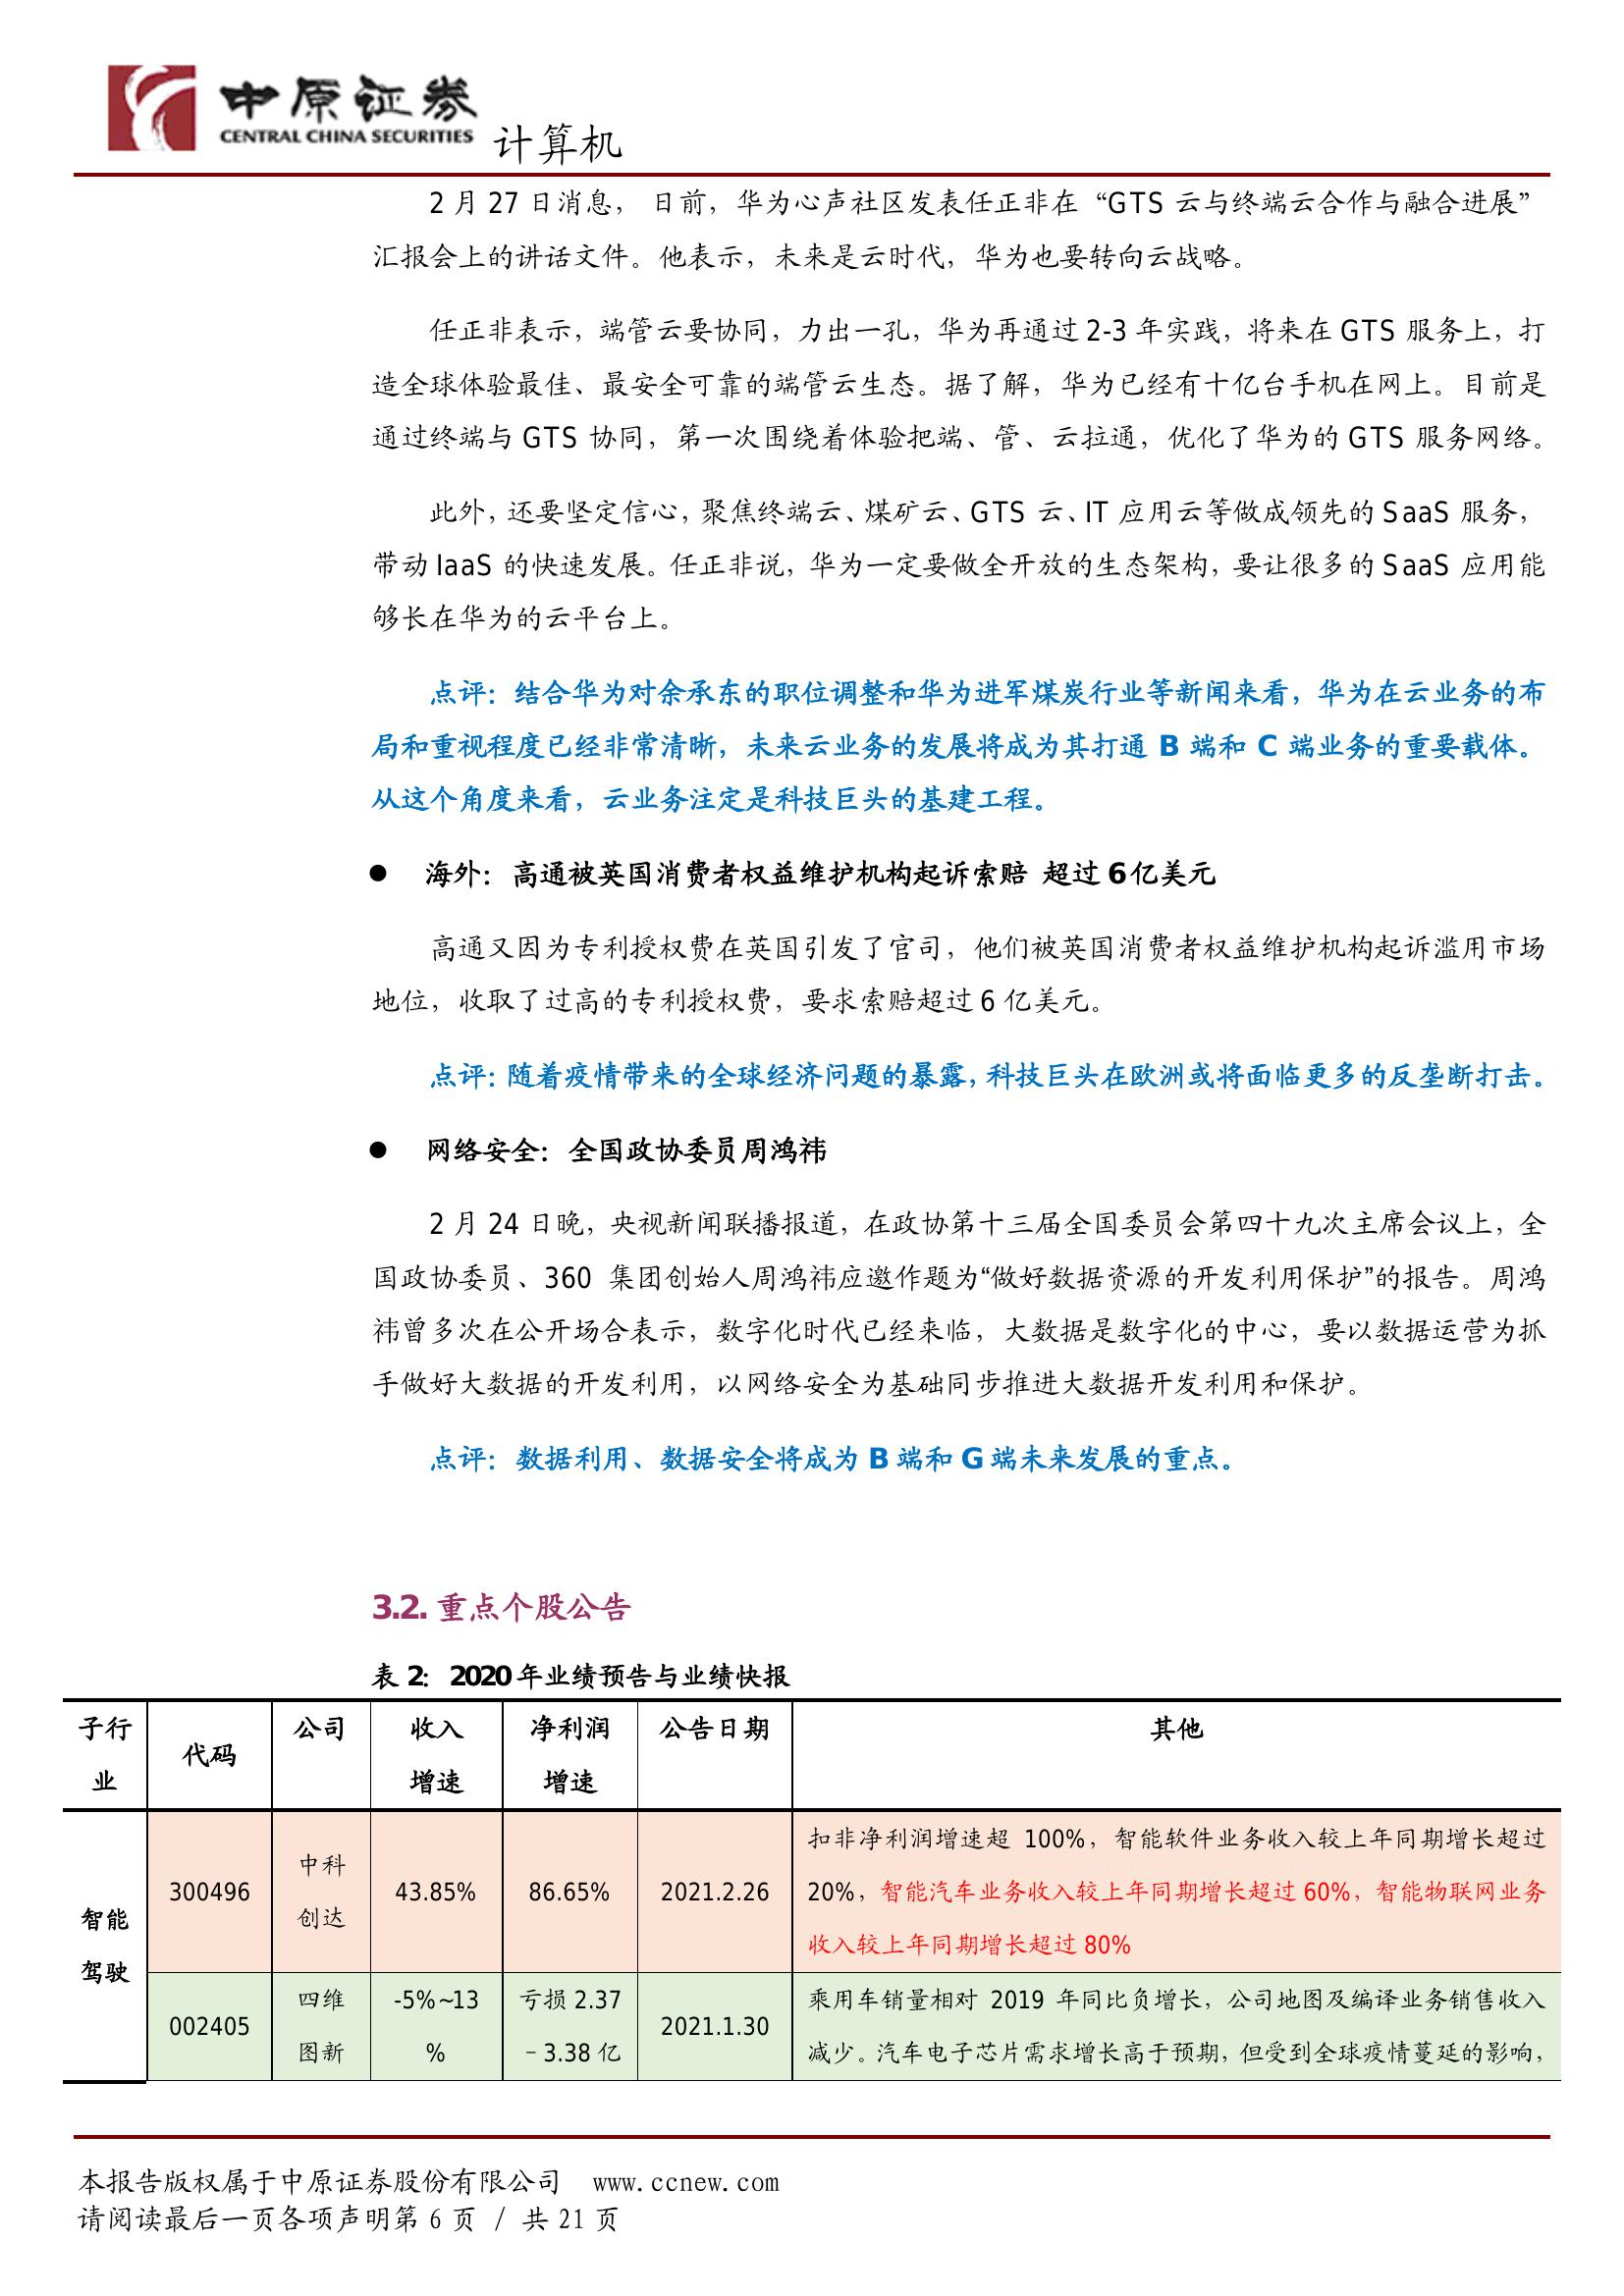 中原证券
CENTRAL CHINA SECURITIES
计算机
2 月 27 日消息， 日前，华为心声社区发表任正非在“GTS 云与终端云合作与融合进展”
汇报会上的讲话文件。他表示，未来是云时代，华为也要转向云战略。
任正非表示，端管云要协同，力出一孔，华为再通过 2-3 年实践，将来在 GTS 服务上，打
造全球体验最佳、最安全可靠的端管云生态。据了解，华为已经有十亿台手机在网上。目前是
通过终端与 GTS 协同，第一次围绕着体验把端、管、云拉通，优化了华为的 GTS 服务网络。
此外，还要坚定信心，聚焦终端云、煤矿云、GTS 云、IT 应用云等做成领先的 SaaS 服务，
带动 IaaS 的快速发展。任正非说，华为一定要做全开放的生态架构，要让很多的 SaaS 应用能
够长在华为的云平台上。
点评：结合华为对余承东的职位调整和华为进军煤炭行业等新闻来看，华为在云业务的布
局和重视程度已经非常清晰，未来云业务的发展将成为其打通 B 端和 C 端业务的重要载体。
从这个角度来看，云业务注定是科技巨头的基建工程。
● 海外：高通被英国消费者权益维护机构起诉索赔 超过 6 亿美元
高通又因为专利授权费在英国引发了官司，他们被英国消费者权益维护机构起诉滥用市场
地位，收取了过高的专利授权费，要求索赔超过 6 亿美元。
点评：随着疫情带来的全球经济问题的暴露，科技巨头在欧洲或将面临更多的反垄断打击。
● 网络安全：全国政协委员周鸿祎
2 月 24 日晚，央视新闻联播报道，在政协第十三届全国委员会第四十九次主席会议上，全
国政协委员、360 集团创始人周鸿祎应邀作题为“做好数据资源的开发利用保护”的报告。周鸿
祎曾多次在公开场合表示，数字化时代已经来临，大数据是数字化的中心，要以数据运营为抓
手做好大数据的开发利用，以网络安全为基础同步推进大数据开发利用和保护。
点评：数据利用、数据安全将成为 B 端和 G 端未来发展的重点。
3.2. 重点个股公告
表 2：2020 年业绩预告与业绩快报
子行业 代码 公司 收入增速 净利润增速 公告日期 其他
智能驾驶
300496 中科创达 43.85% 86.65% 2021.2.26
扣非净利润增速超 100%，智能软件业务收入较上年同期增长超过
20%，智能汽车业务收入较上年同期增长超过 60%，智能物联网业务
收入较上年同期增长超过 80%
002405 四维图新 -5%~13% 亏损 2.37–3.38 亿 2021.1.30
乘用车销量相对 2019 年同比负增长，公司地图及编译业务销售收入
减少。汽车电子芯片需求增长高于预期，但受到全球疫情蔓延的影响，
本报告版权属于中原证券股份有限公司 www.ccnew.com
请阅读最后一页各项声明第 6 页 / 共 21 页